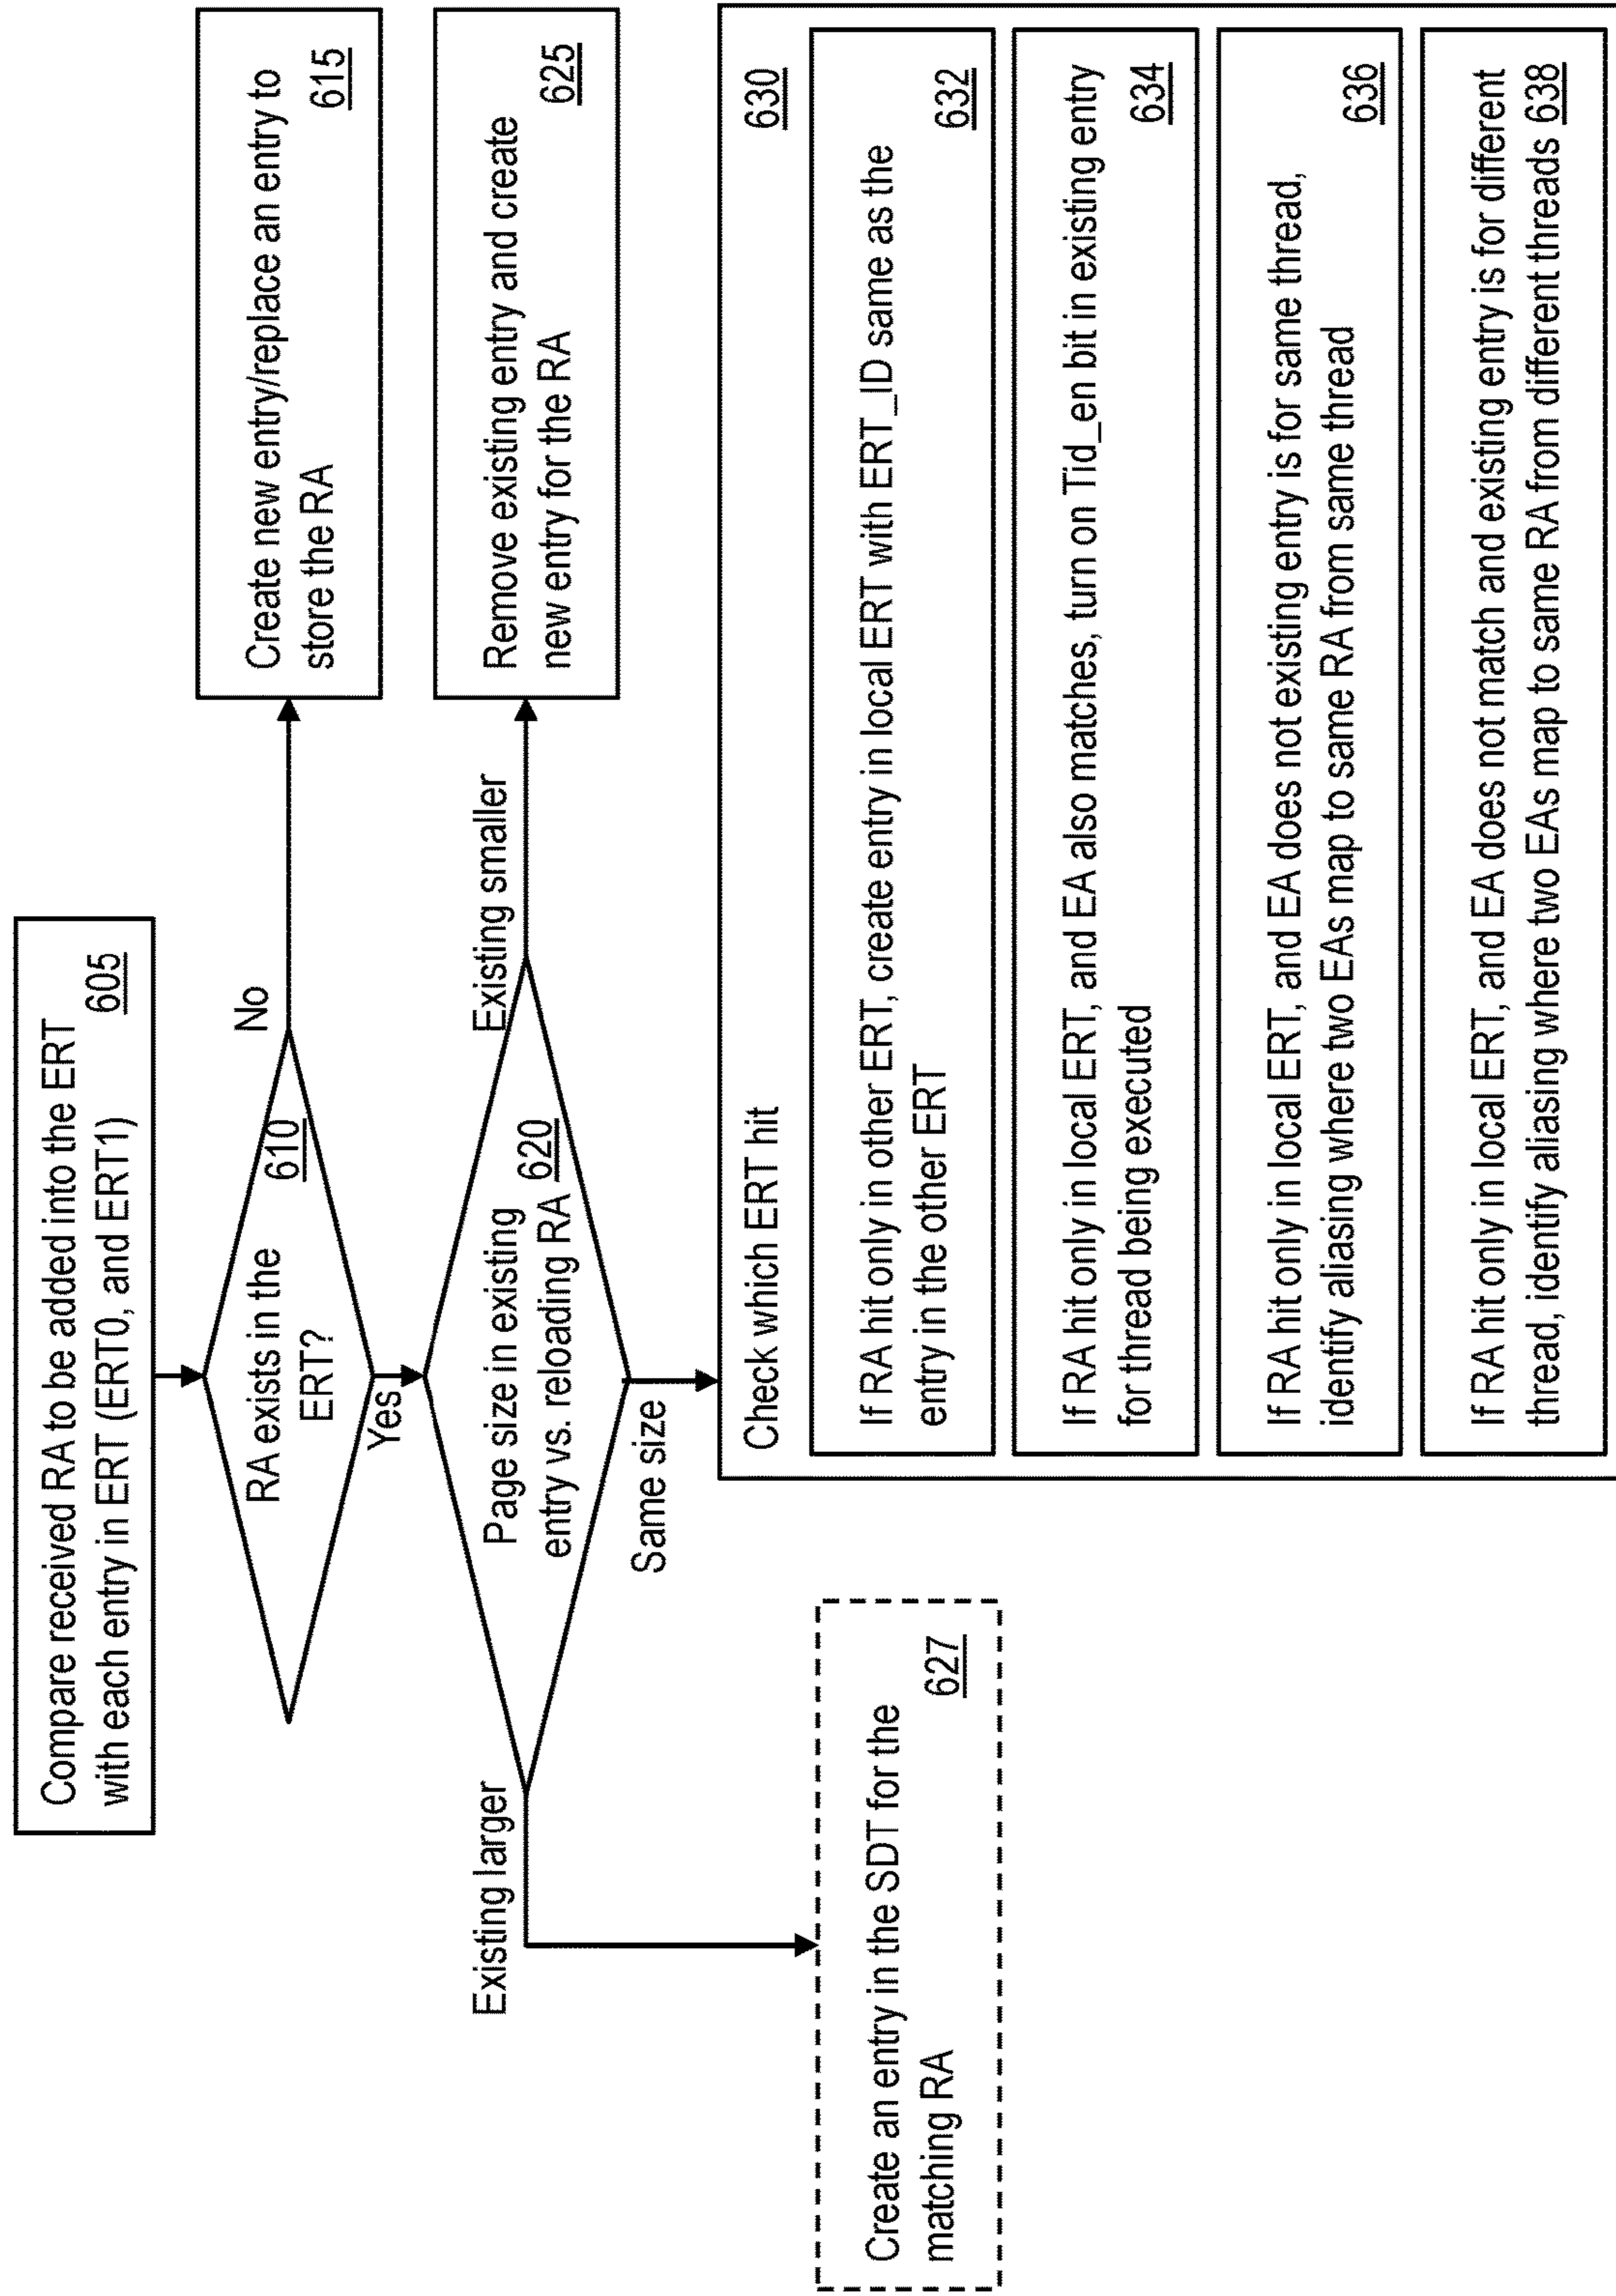 Compare received RA to be added into the ERT
with each entry in ERT (ERT0, and ERT1) 605
RA exists in the
ERT?
610
No
Create new entry/replace an entry to
store the RA
615
Yes
Page size in existing
entry vs. reloading RA 620
Existing smaller
Remove existing entry and create
new entry for the RA
625
Existing larger
Same size
Create an entry in the SDT for the
matching RA
627
Check which ERT hit
630
If RA hit only in other ERT, create entry in local ERT with ERT_ID same as the
entry in the other ERT
632
If RA hit only in local ERT, and EA also matches, turn on Tid_en bit in existing entry
for thread being executed
634
If RA hit only in local ERT, and EA does not existing entry is for same thread,
identify aliasing where two EAs map to same RA from same thread
636
If RA hit only in local ERT, and EA does not match and existing entry is for different
thread, identify aliasing where two EAs map to same RA from different threads 638